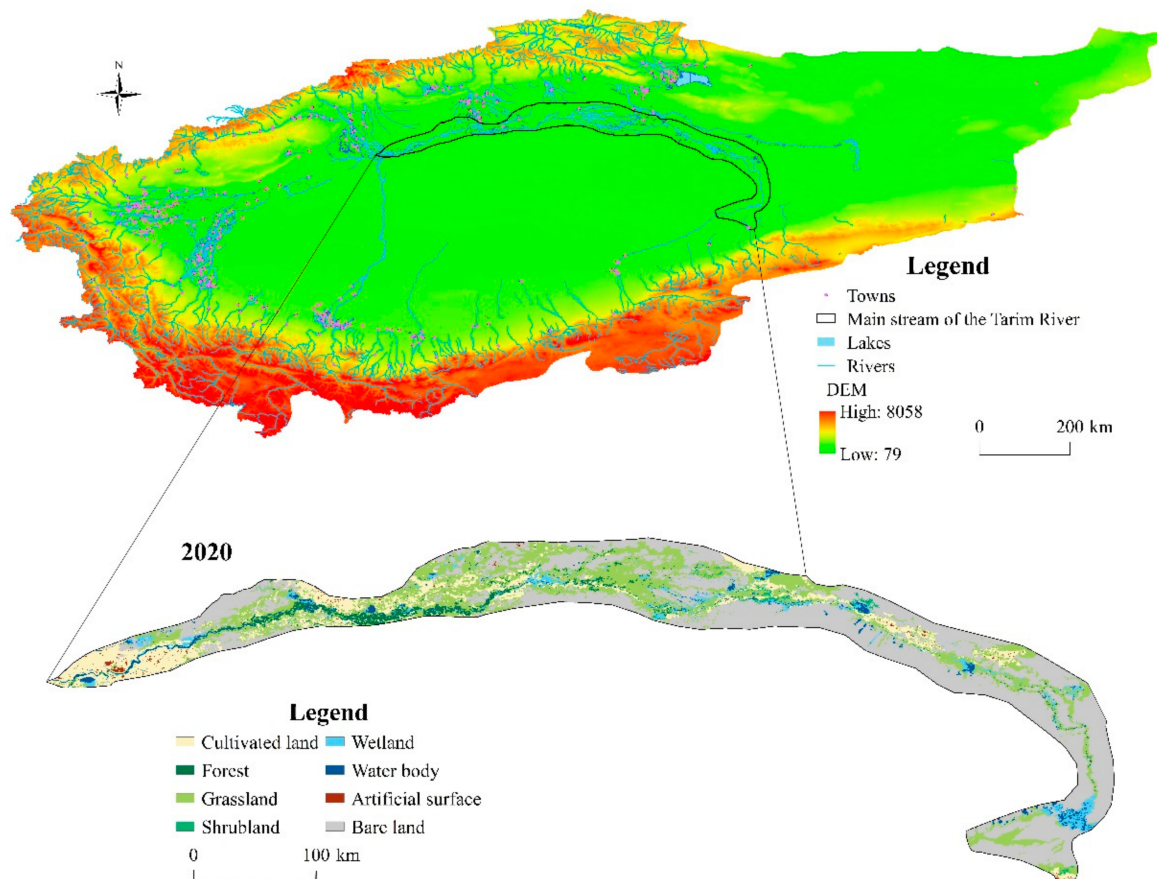 N
Legend
Towns
Main stream of the Tarim River
Lakes
Rivers
DEM
High: 8058
Low: 79
0 200 km
2020
Legend
Cultivated land Wetland
Forest Water body
Grassland Artificial surface
Shrubland Bare land
0 100 km